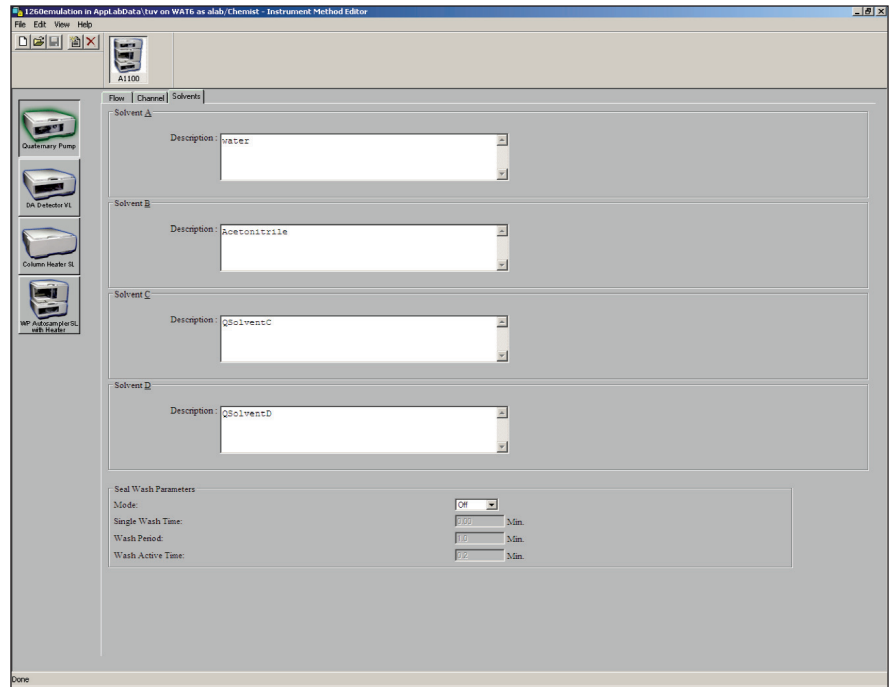 1260emulation in AppLabData\tuv on WAT6 as alab/Chemist - Instrument Method Editor
File Edit View Help
A1100
Flow Channel Solvents
Quaternary Pump
DA Detector VL
Column Heater SL
WP AutosamplerSL
with Heater
Solvent A
Description : water
Solvent B
Description : Acetonitrile
Solvent C
Description : QSolventC
Solvent D
Description : QSolventD
Seal Wash Parameters
Mode: Off
Single Wash Time: 0.00 Min.
Wash Period: Min.
Wash Active Time: Min.
Done